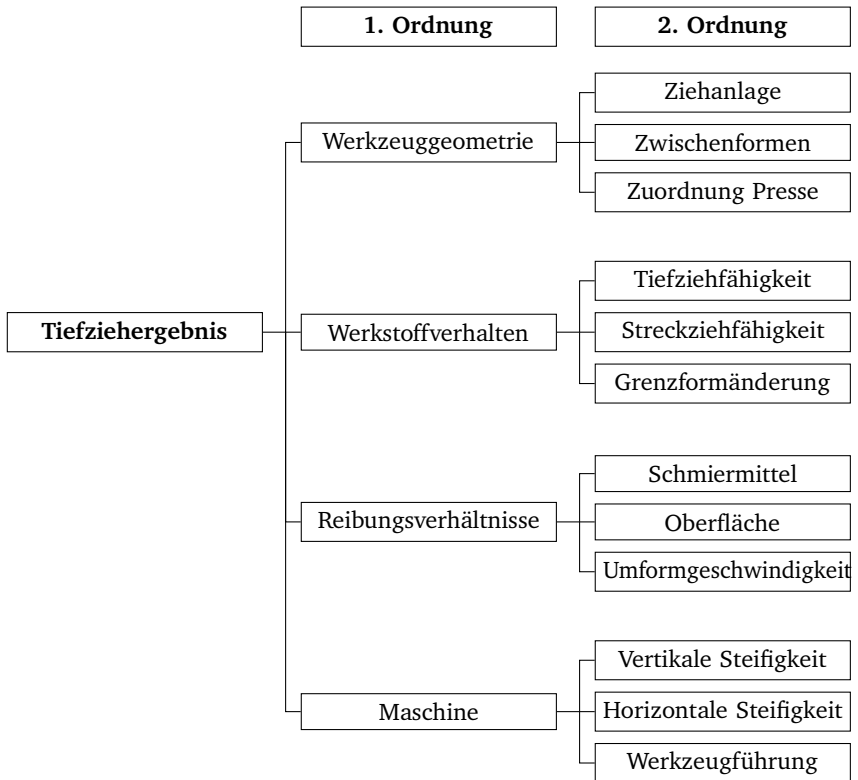 1. Ordnung
2. Ordnung
Ziehanlage
Werkzeuggeometrie
Zwischenformen
Zuordnung Presse
Tiefziehfähigkeit
Tiefziehergebnis
Werkstoffverhalten
Streckziehfähigkeit
Grenzformänderung
Schmiermittel
Reibungsverhältnisse
Oberfläche
Umformgeschwindigkeit
Vertikale Steifigkeit
Maschine
Horizontale Steifigkeit
Werkzeugführung